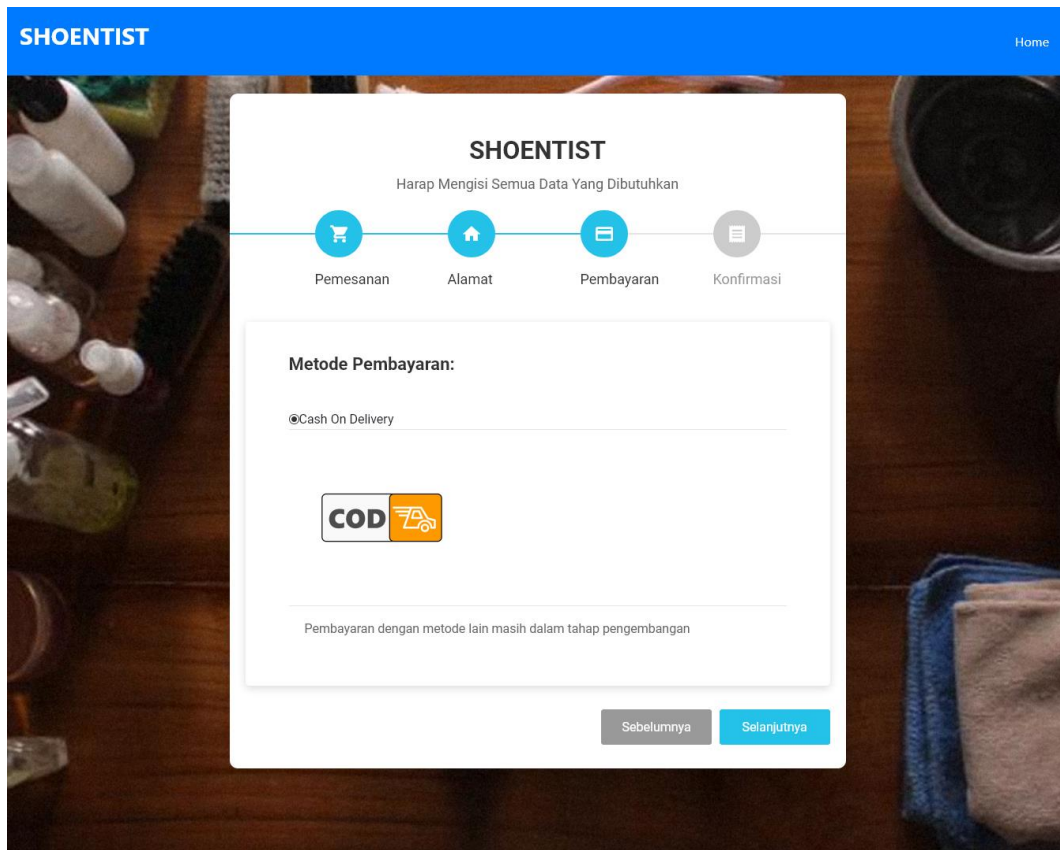 SHOENTIST
Home
SHOENTIST
Harap Mengisi Semua Data Yang Dibutuhkan
Pemesanan
Alamat
Pembayaran
Konfirmasi
Metode Pembayaran:
Cash On Delivery
COD
Pembayaran dengan metode lain masih dalam tahap pengembangan
Sebelumnya
Selanjutnya